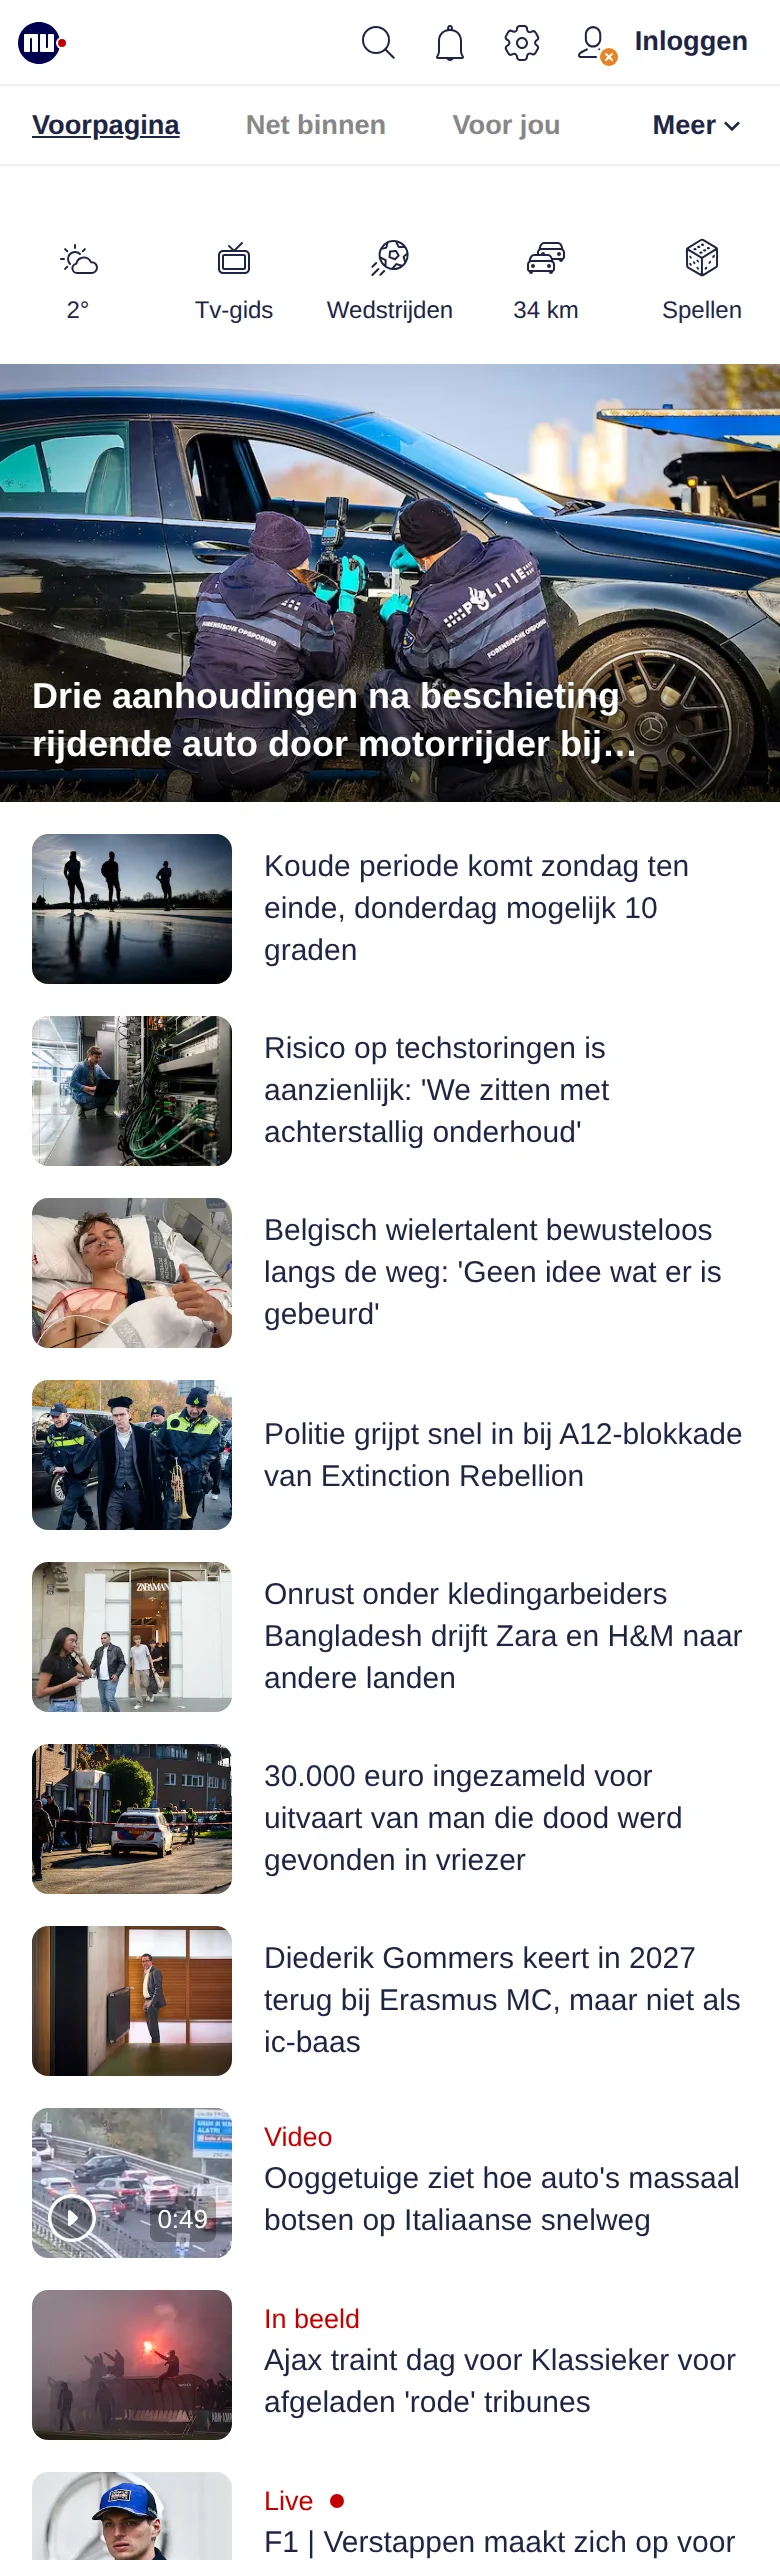 nu
Inloggen
Voorpagina
Net binnen
Voor jou
Meer
2°
Tv-gids
Wedstrijden
34 km
Spellen
POLITIE
FORENSISCHE OPSPORING
FORENSISCHE OPSPORING
Drie aanhoudingen na beschieting
rijdende auto door motorrijder bij...
Koude periode komt zondag ten
einde, donderdag mogelijk 10
graden
Risico op techstoringen is
aanzienlijk: 'We zitten met
achterstallig onderhoud'
Belgisch wielertalent bewusteloos
langs de weg: 'Geen idee wat er is
gebeurd'
Politie grijpt snel in bij A12-blokkade
van Extinction Rebellion
ZARA MAN
Onrust onder kledingarbeiders
Bangladesh drijft Zara en H&M naar
andere landen
30.000 euro ingezameld voor
uitvaart van man die dood werd
gevonden in vriezer
Diederik Gommers keert in 2027
terug bij Erasmus MC, maar niet als
ic-baas
0:49
Video
Ooggetuige ziet hoe auto's massaal
botsen op Italiaanse snelweg
In beeld
Ajax traint dag voor Klassieker voor
afgeladen 'rode' tribunes
Live
F1 | Verstappen maakt zich op voor